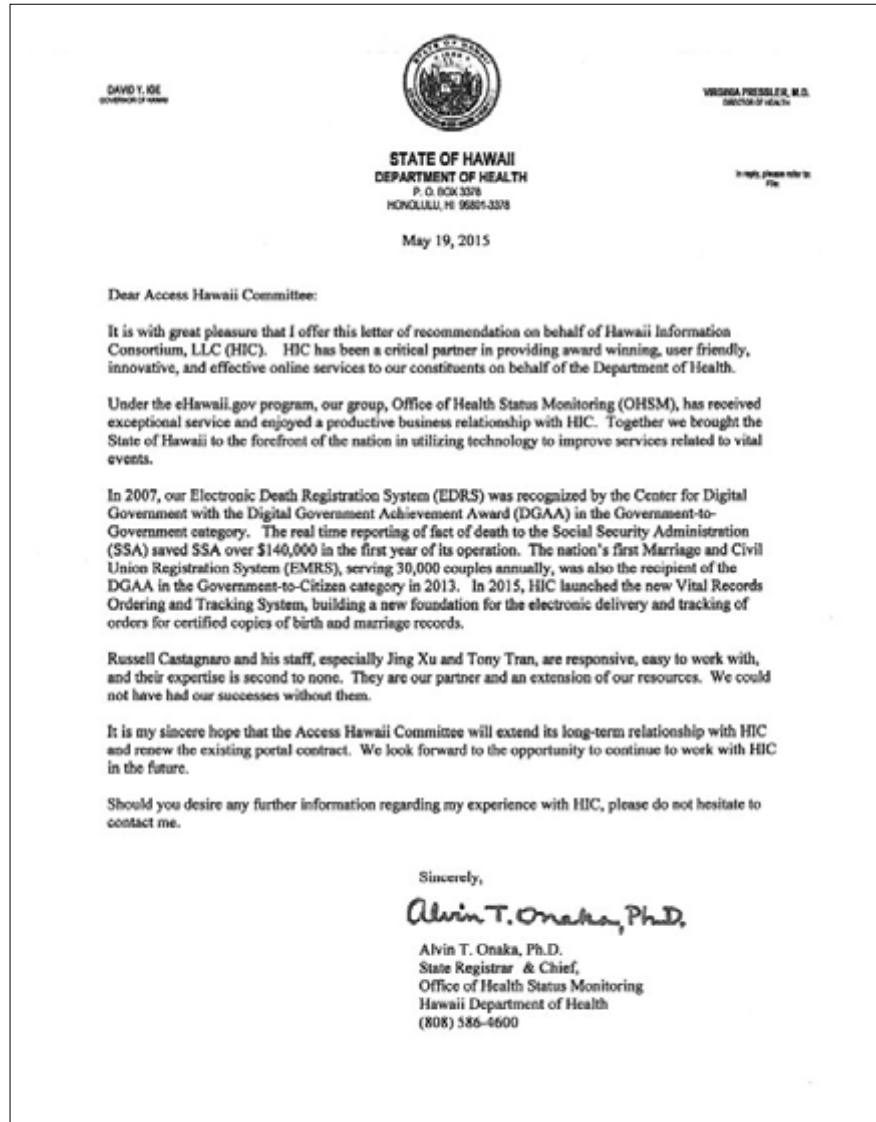 DAVID Y. IGE
GOVERNOR OF HAWAII
STATE OF HAWAII
1959
VIRGINIA PRESSLER, M.D.
DIRECTOR OF HEALTH
STATE OF HAWAII
DEPARTMENT OF HEALTH
P. O. BOX 3378
HONOLULU, HI 96801-3378
In reply, please refer to:
File:
May 19, 2015
Dear Access Hawaii Committee:
It is with great pleasure that I offer this letter of recommendation on behalf of Hawaii Information
Consortium, LLC (HIC). HIC has been a critical partner in providing award winning, user friendly,
innovative, and effective online services to our constituents on behalf of the Department of Health.
Under the eHawaii.gov program, our group, Office of Health Status Monitoring (OHSM), has received
exceptional service and enjoyed a productive business relationship with HIC. Together we brought the
State of Hawaii to the forefront of the nation in utilizing technology to improve services related to vital
events.
In 2007, our Electronic Death Registration System (EDRS) was recognized by the Center for Digital
Government with the Digital Government Achievement Award (DGAA) in the Government-to-
Government category. The real time reporting of fact of death to the Social Security Administration
(SSA) saved SSA over $140,000 in the first year of its operation. The nation's first Marriage and Civil
Union Registration System (EMRS), serving 30,000 couples annually, was also the recipient of the
DGAA in the Government-to-Citizen category in 2013. In 2015, HIC launched the new Vital Records
Ordering and Tracking System, building a new foundation for the electronic delivery and tracking of
orders for certified copies of birth and marriage records.
Russell Castagnaro and his staff, especially Jing Xu and Tony Tran, are responsive, easy to work with,
and their expertise is second to none. They are our partner and an extension of our resources. We could
not have had our successes without them.
It is my sincere hope that the Access Hawaii Committee will extend its long-term relationship with HIC
and renew the existing portal contract. We look forward to the opportunity to continue to work with HIC
in the future.
Should you desire any further information regarding my experience with HIC, please do not hesitate to
contact me.
Sincerely,
Alvin T. Onaka, Ph.D.
Alvin T. Onaka, Ph.D.
State Registrar & Chief,
Office of Health Status Monitoring
Hawaii Department of Health
(808) 586-4600